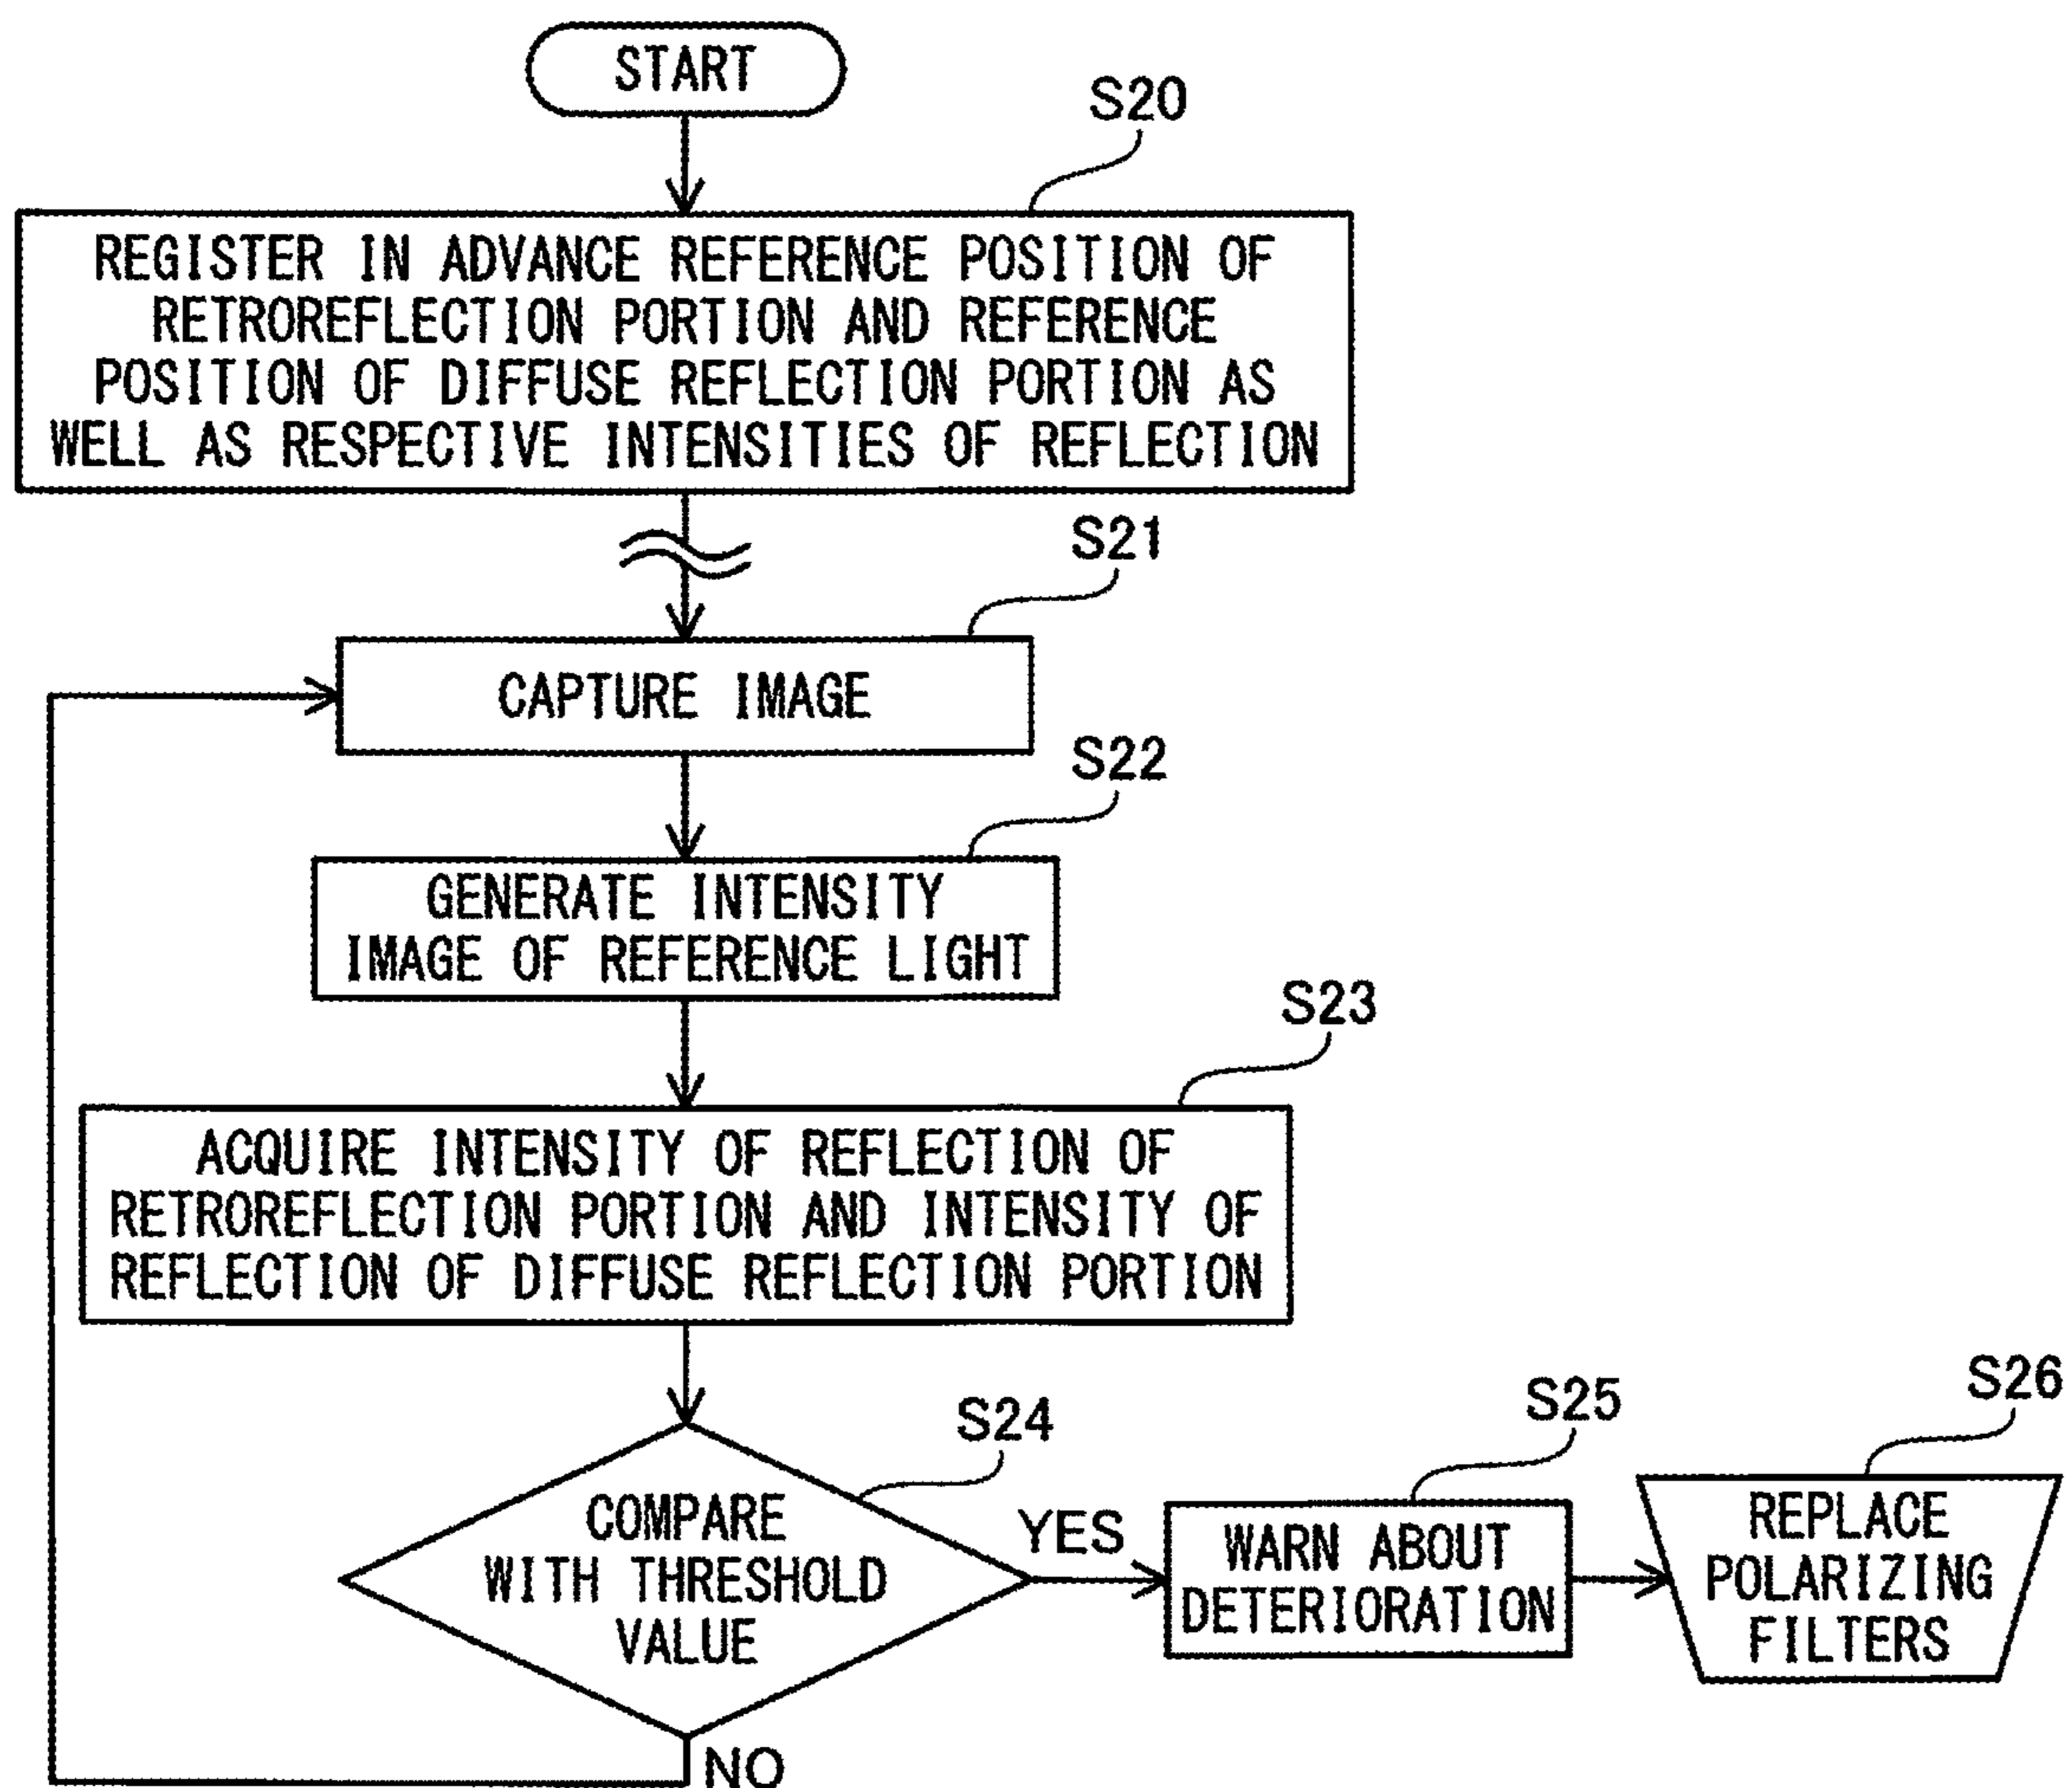 START
S20
REGISTER IN ADVANCE REFERENCE POSITION OF
RETROREFLECTION PORTION AND REFERENCE
POSITION OF DIFFUSE REFLECTION PORTION AS
WELL AS RESPECTIVE INTENSITIES OF REFLECTION
S21
CAPTURE IMAGE
S22
GENERATE INTENSITY
IMAGE OF REFERENCE LIGHT
S23
ACQUIRE INTENSITY OF REFLECTION OF
RETROREFLECTION PORTION AND INTENSITY OF
REFLECTION OF DIFFUSE REFLECTION PORTION
S24
COMPARE
WITH THRESHOLD
VALUE
YES
NO
S25
WARN ABOUT
DETERIORATION
S26
REPLACE
POLARIZING
FILTERS